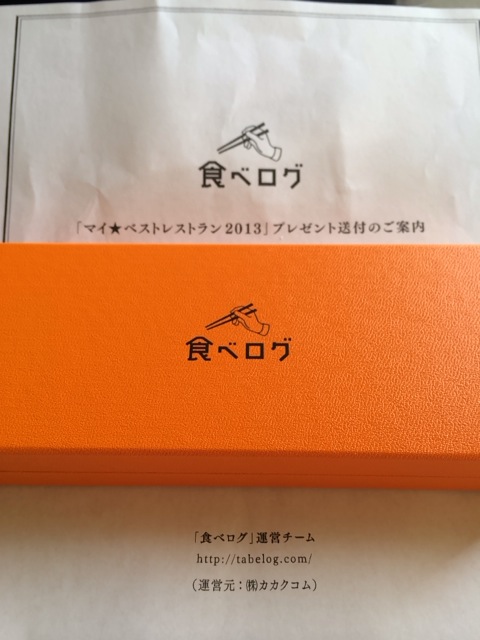 食べログ
「マイ★ベストレストラン2013」プレゼント送付のご案内
食べログ
「食べログ」運営チーム
http://tabelog.com/
（運営元：㈱カカクコム）